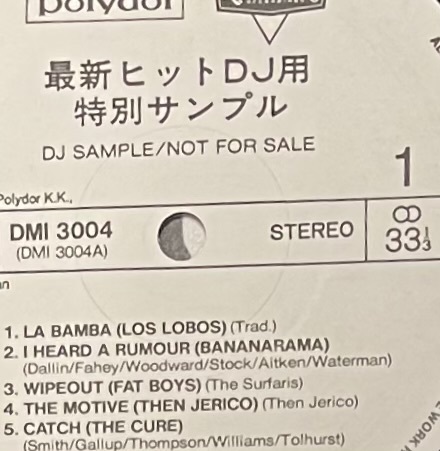 polydor
最新ヒットDJ用
特別サンプル
DJ SAMPLE/NOT FOR SALE
1
Polydor K.K.,
DMI 3004
(DMI 3004A)
STEREO
33⅓
1. LA BAMBA (LOS LOBOS) (Trad.)
2. I HEARD A RUMOUR (BANANARAMA)
(Dallin/Fahey/Woodward/Stock/Aitken/Waterman)
3. WIPEOUT (FAT BOYS) (The Surfaris)
4. THE MOTIVE (THEN JERICO) (Then Jerico)
5. CATCH (THE CURE)
(Smith/Gallup/Thompson/Williams/Tolhurst)
WORK